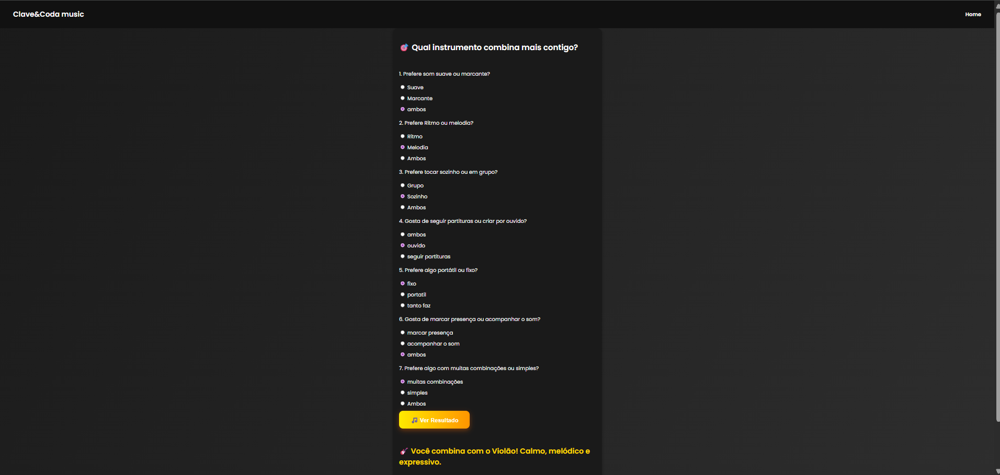 Clave&Coda music
Home
🎯 Qual instrumento combina mais contigo?
1. Prefere som suave ou marcante?
Suave
Marcante
ambos
2. Prefere Ritmo ou melodia?
Ritmo
Melodia
Ambos
3. Prefere tocar sozinho ou em grupo?
Grupo
Sozinho
Ambos
4. Gosta de seguir partituras ou criar por ouvido?
ambos
ouvido
seguir partituras
5. Prefere algo portátil ou fixo?
fixo
portatil
tanto faz
6. Gosta de marcar presença ou acompanhar o som?
marcar presença
acompanhar o som
ambos
7. Prefere algo com muitas combinações ou simples?
muitas combinações
simples
Ambos
🎵 Ver Resultado
🎸 Você combina com o Violão! Calmo, melódico e
expressivo.